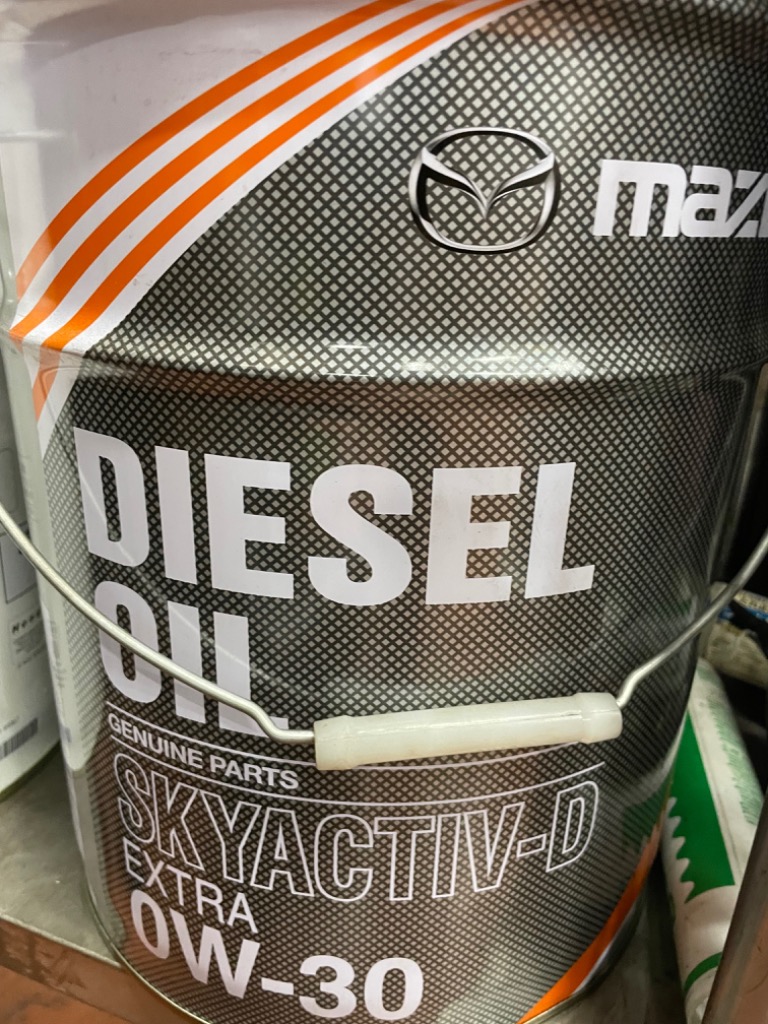 maz
DIESEL
OIL
GENUINE PARTS
SKYACTIV-D
EXTRA
0W-30